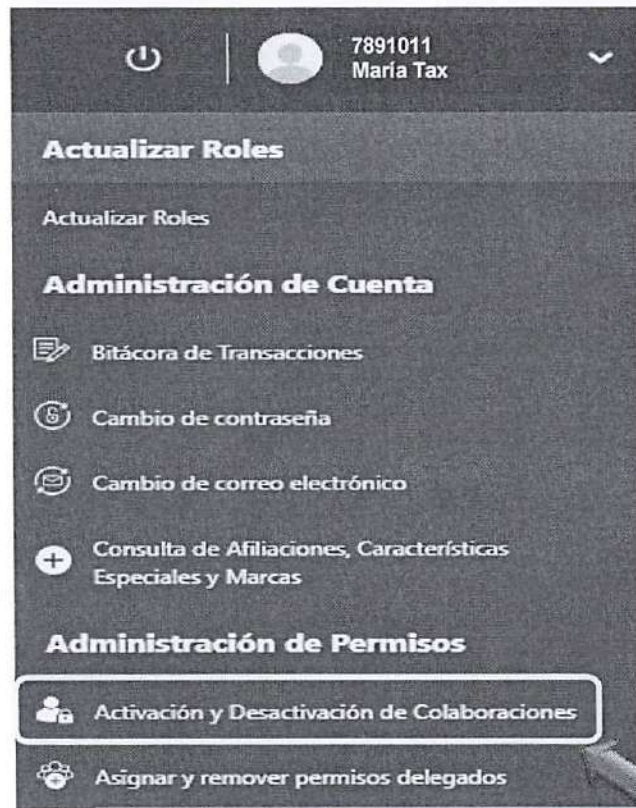 7891011
María Tax
Actualizar Roles
Actualizar Roles
Administración de Cuenta
Bitácora de Transacciones
Cambio de contraseña
Cambio de correo electrónico
Consulta de Afiliaciones, Características
Especiales y Marcas
Administración de Permisos
Activación y Desactivación de Colaboraciones
Asignar y remover permisos delegados